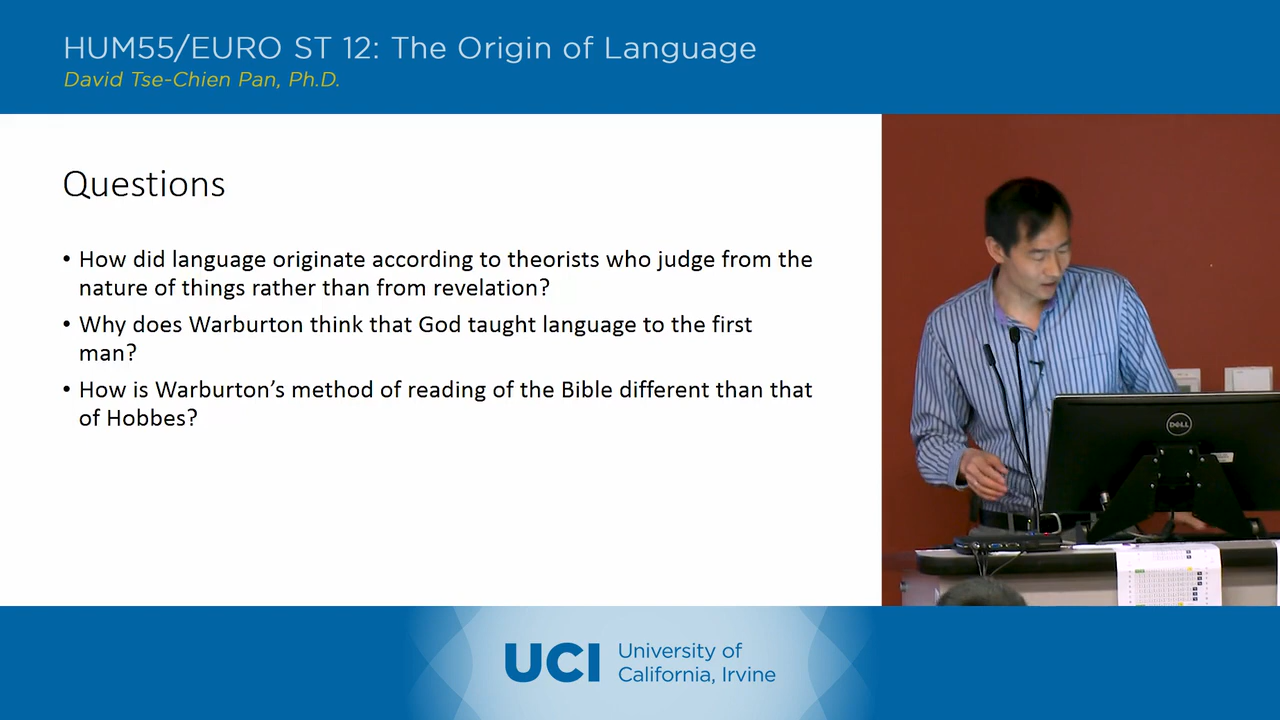 HUM55/EURO ST 12: The Origin of Language
David Tse-Chien Pan, Ph.D.
Questions
• How did language originate according to theorists who judge from the
nature of things rather than from revelation?
• Why does Warburton think that God taught language to the first
man?
• How is Warburton's method of reading of the Bible different than that
of Hobbes?
DELL
UCI
University of
California, Irvine